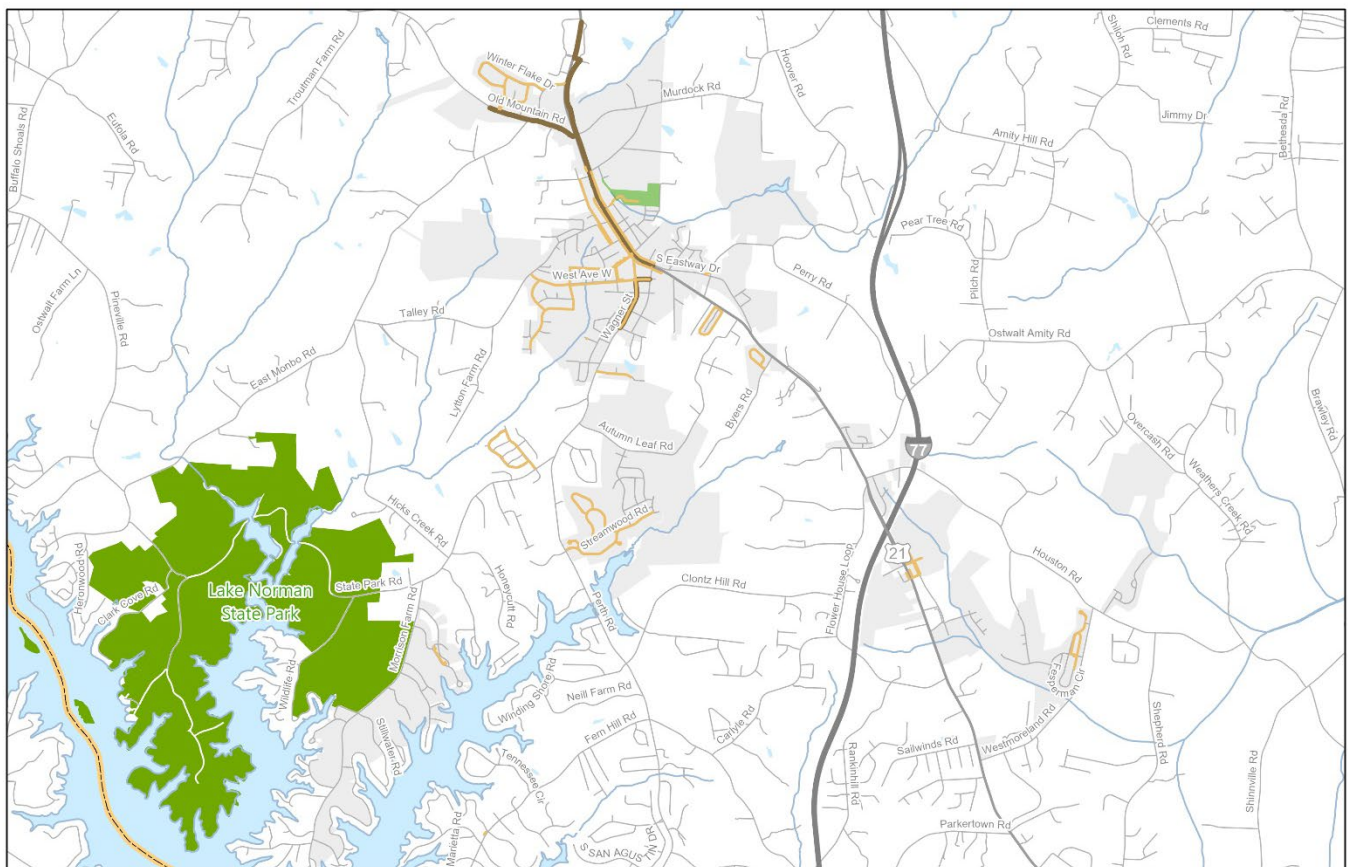 Clements Rd
Shiloh Rd
Troutman Farm Rd
Winter Flake Dr
Hoover Rd
Murdock Rd
Old Mountain Rd
Jimmy Dr
Bethesda Rd
Buffalo Shoals Rd
Eufola Rd
Amity Hill Rd
Pear Tree Rd
S Eastway Dr
Perry Rd
West Ave W
Pilch Rd
Ostwalt Farm Ln
Pineville Rd
Talley Rd
Wagner St
Ostwalt Amity Rd
East Monbo Rd
Lytton Farm Rd
Byers Rd
Brawley Rd
Autumn Leaf Rd
Overcash Rd
77
Weathers Creek Rd
Hicks Creek Rd
Streamwood Rd
21
Houston Rd
Heronwood Rd
Clark Cove Rd
Lake Norman
State Park
State Park Rd
Honeycutt Rd
Clontz Hill Rd
Flower House Loop
Perth Rd
Morrison Farm Rd
Wildlife Rd
Fesperman Cir
Winding Shore Rd
Neill Farm Rd
Stillwater Rd
Fern Hill Rd
Carlyle Rd
Sailwinds Rd
Westmoreland Rd
Shepherd Rd
Tennessee Cir
Rankinhill Rd
Shinnville Rd
Parkertown Rd
Marietta Rd
S SAN AGUSTIN DR